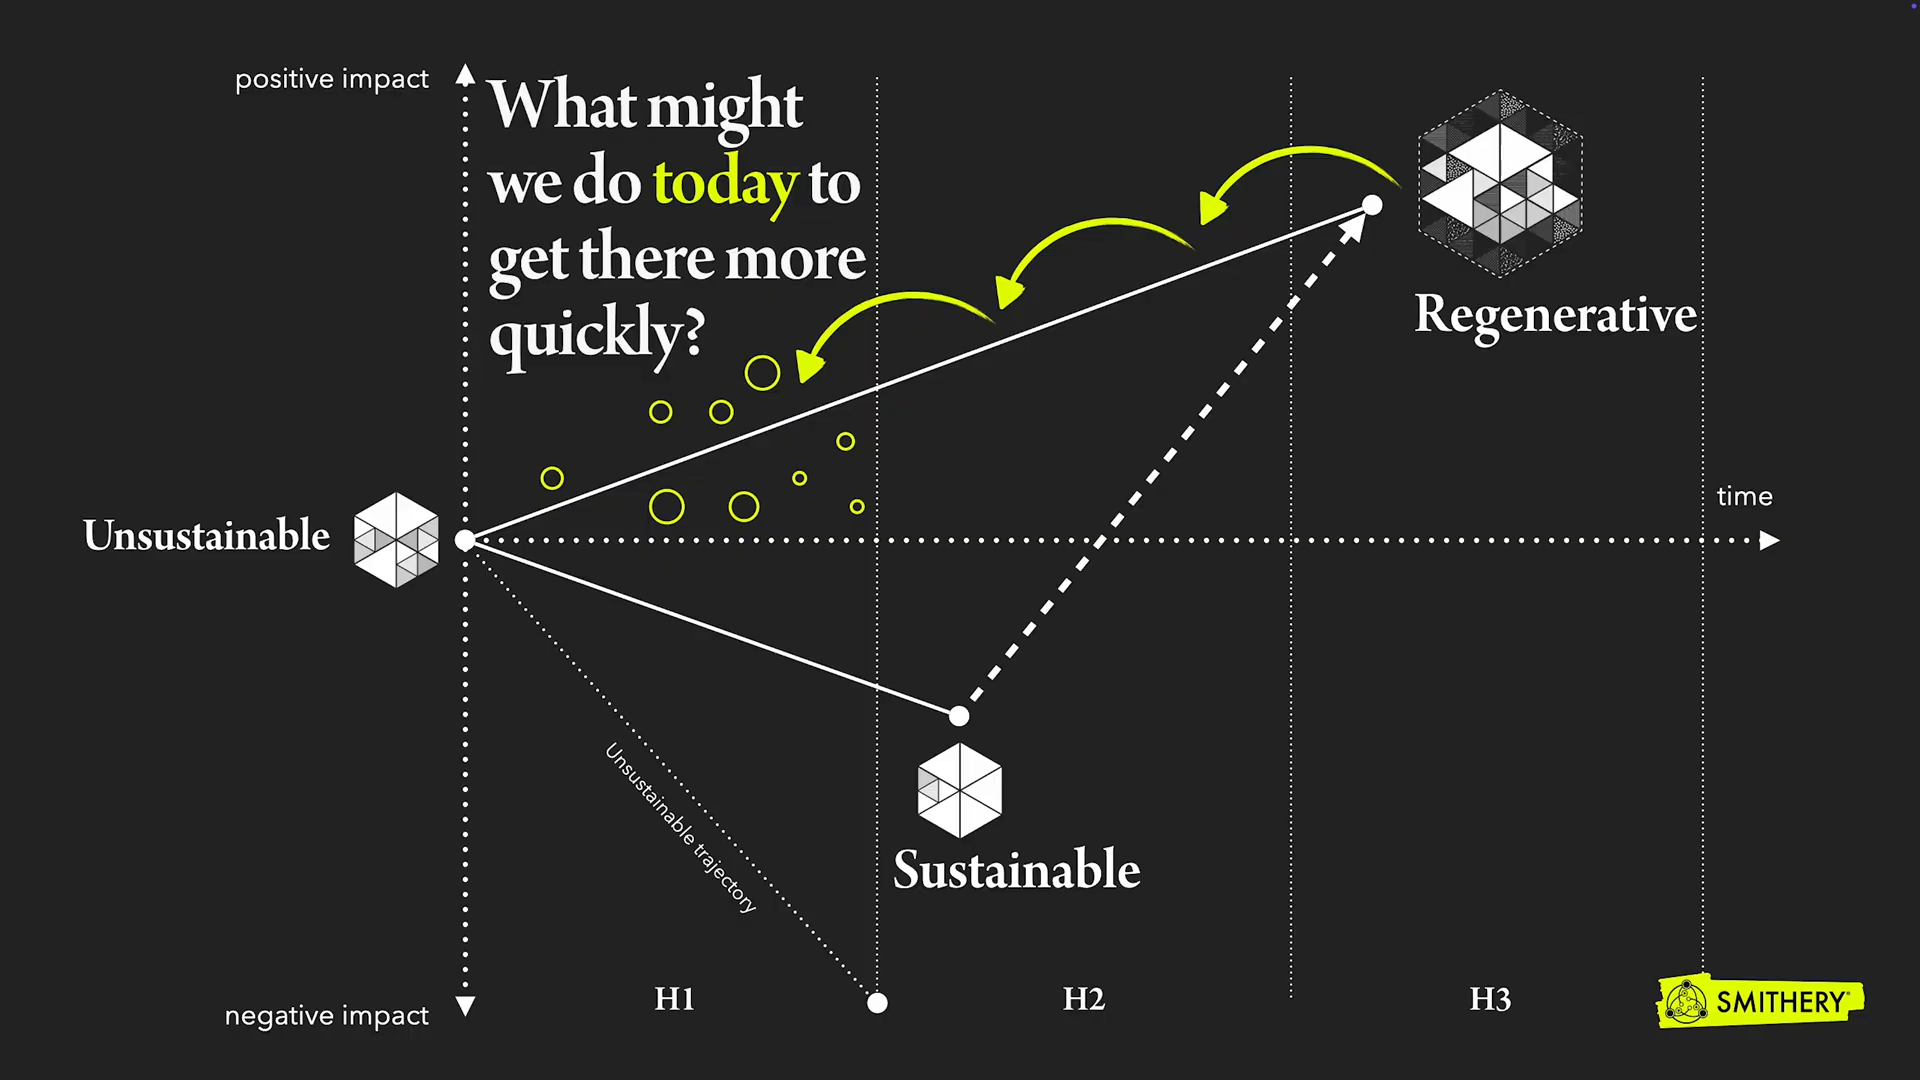 positive impact
What might
we do today to
get there more
quickly?
Regenerative
time
Unsustainable
Unsustainable trajectory
Sustainable
negative impact
H1
H2
H3
SMITHERY